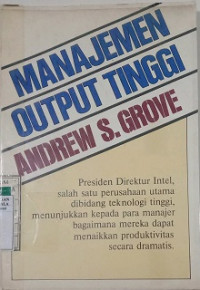 MANAJEMEN
OUTPUT TINGGI
ANDREW S. GROVE
Presiden Direktur Intel,
salah satu perusahaan utama
dibidang teknologi tinggi,
menunjukkan kepada para manajer
bagaimana mereka dapat
menaikkan produktivitas
secara dramatis.